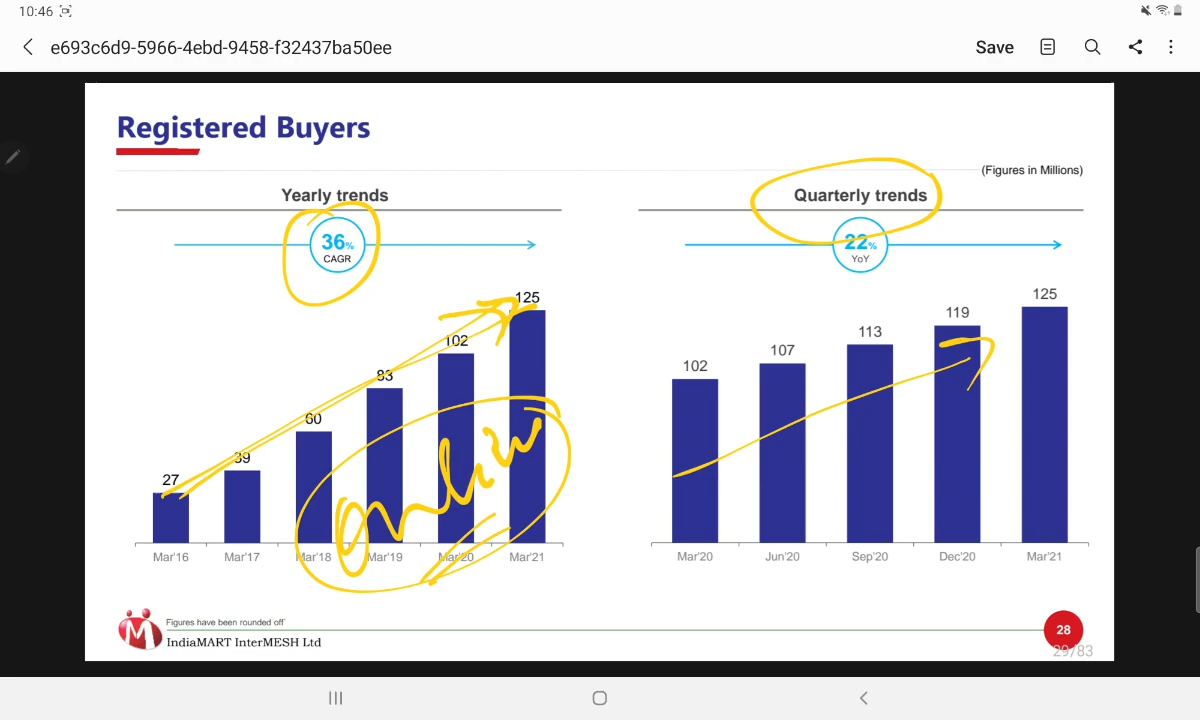 10:46
e693c6d9-5966-4ebd-9458-f32437ba50ee
Save
Registered Buyers
(Figures in Millions)
Yearly trends
36%
CAGR
27
39
60
83
102
125
Mar'16 Mar'17 Mar'18 Mar'19 Mar'20 Mar'21
Quarterly trends
22%
YoY
102
107
113
119
125
Mar'20 Jun'20 Sep'20 Dec'20 Mar'21
online
Figures have been rounded off
IndiaMART InterMESH Ltd
28
29/83